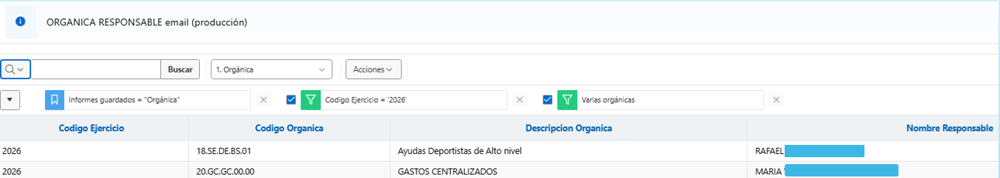 ORGANICA RESPONSABLE email (producción)
Buscar 1. Orgánica Acciones
Informes guardados = "Orgánica" Codigo Ejercicio = '2026' Varias orgánicas
Codigo Ejercicio Codigo Organica Descripcion Organica Nombre Responsable
2026 18.SE.DE.BS.01 Ayudas Deportistas de Alto nivel RAFAEL
2026 20.GC.GC.00.00 GASTOS CENTRALIZADOS MARIA